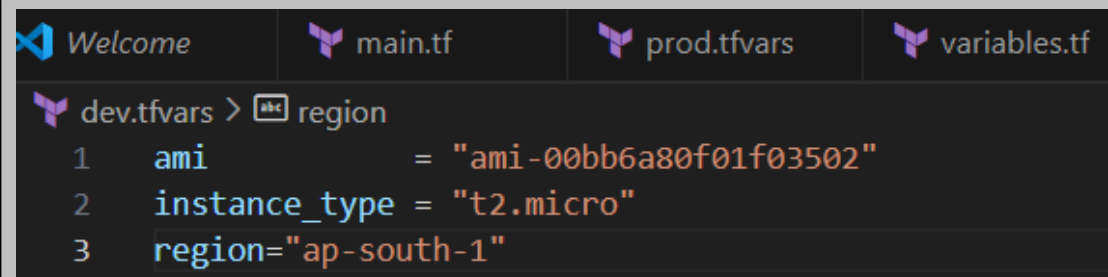 Welcome main.tf prod.tfvars variables.tf
dev.tfvars > abc region
1 ami = "ami-00bb6a80f01f03502"
2 instance_type = "t2.micro"
3 region="ap-south-1"